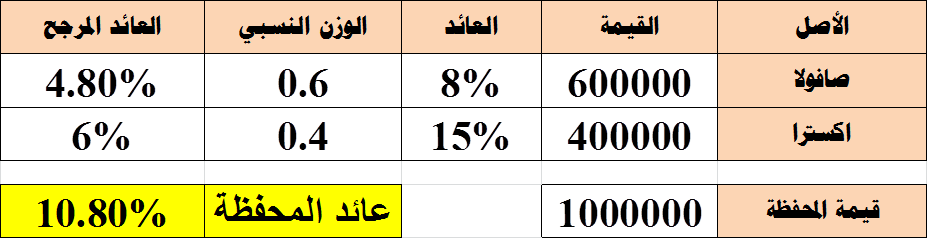 الأصل القيمة العائد الوزن النسبي العائد المرجح
صافولا 600000 8% 0.6 4.80%
اكسترا 400000 15% 0.4 6%
قيمة المحفظة 1000000 عائد المحفظة 10.80%